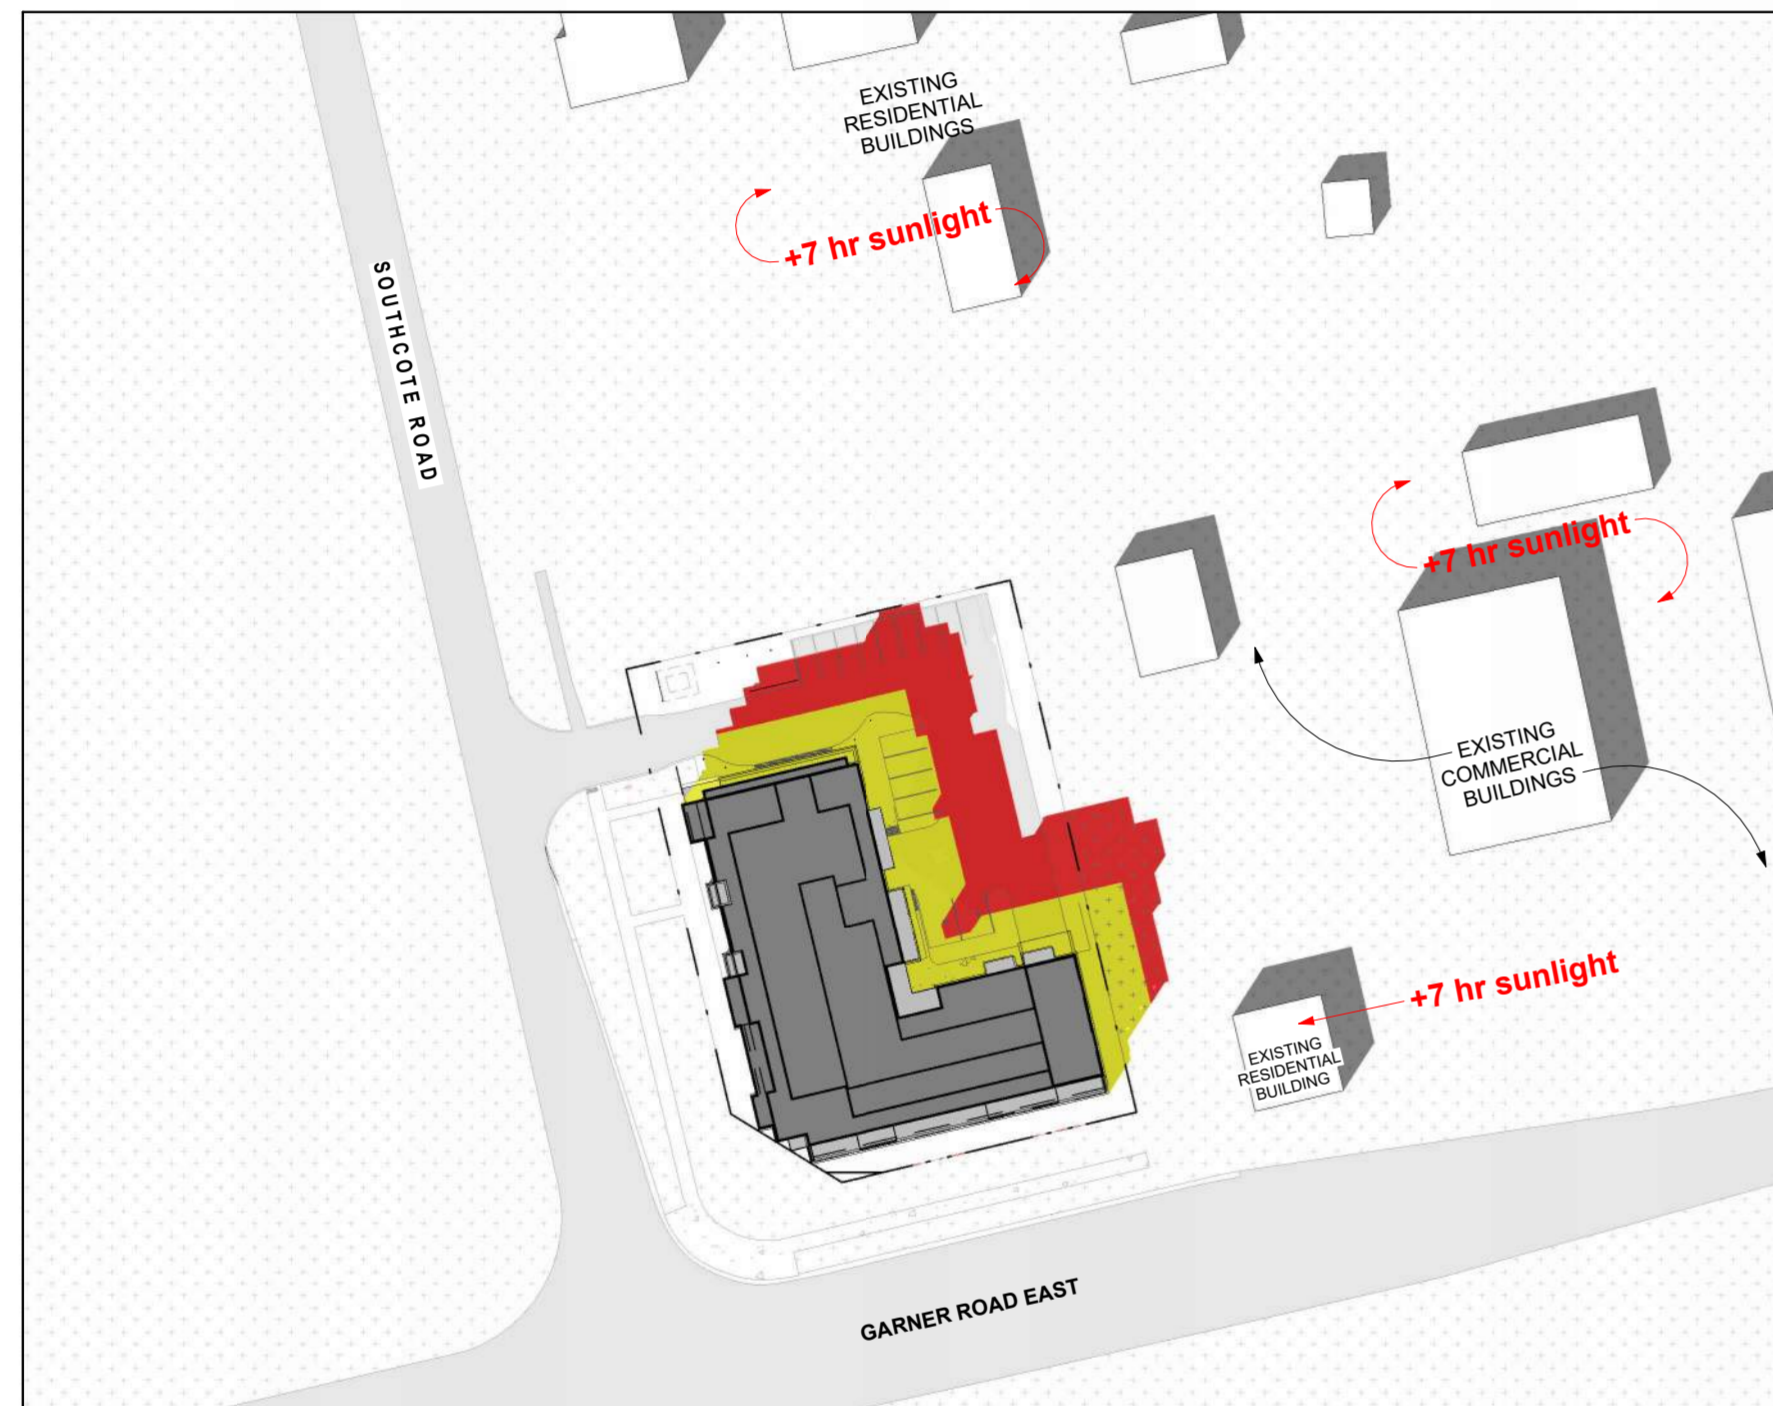 EXISTING
RESIDENTIAL
BUILDINGS
+7 hr sunlight
SOUTHCOTE ROAD
+7 hr sunlight
EXISTING
COMMERCIAL
BUILDINGS
+7 hr sunlight
EXISTING
RESIDENTIAL
BUILDING
GARNER ROAD EAST